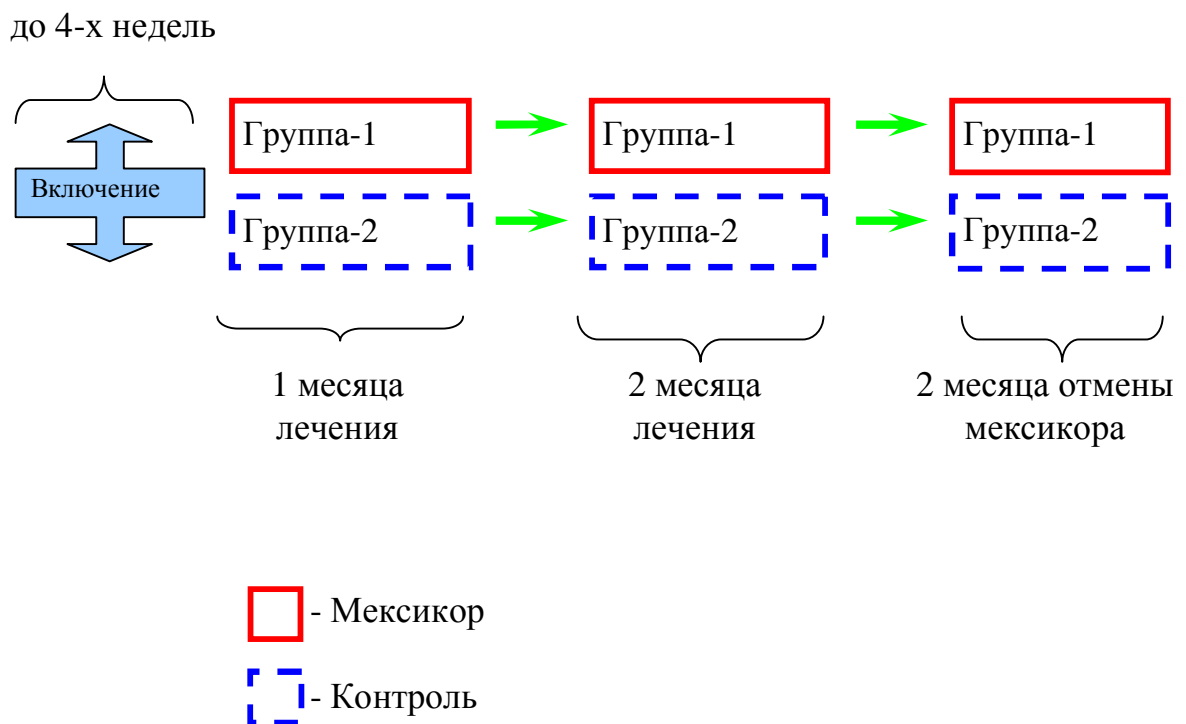 до 4-х недель
Включение
Группа-1
Группа-1
Группа-1
Группа-2
Группа-2
Группа-2
1 месяца
лечения
2 месяца
лечения
2 месяца отмены
мексикора
- Мексикор
- Контроль